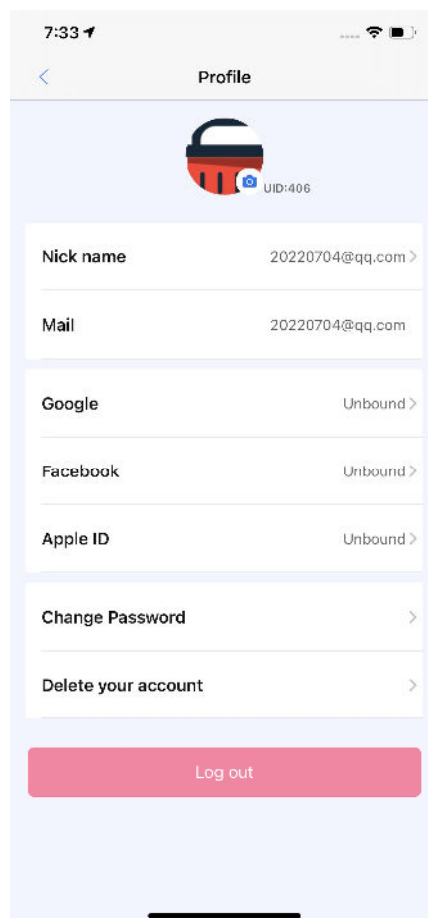 7:33
Profile
UID:406
Nick name 20220704@qq.com
Mail 20220704@qq.com
Google Unbound
Facebook Unbound
Apple ID Unbound
Change Password
Delete your account
Log out